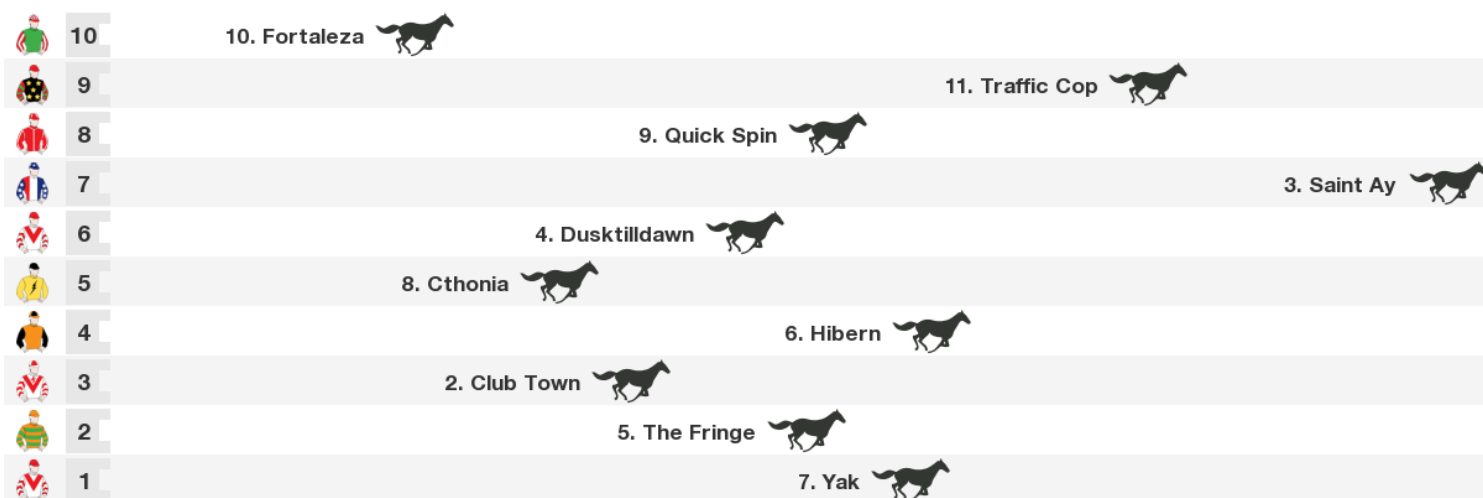 10 10. Fortaleza
9 11. Traffic Cop
8 9. Quick Spin
7 3. Saint Ay
6 4. Dusktilldawn
5 8. Cthonia
4 6. Hibern
3 2. Club Town
2 5. The Fringe
1 7. Yak